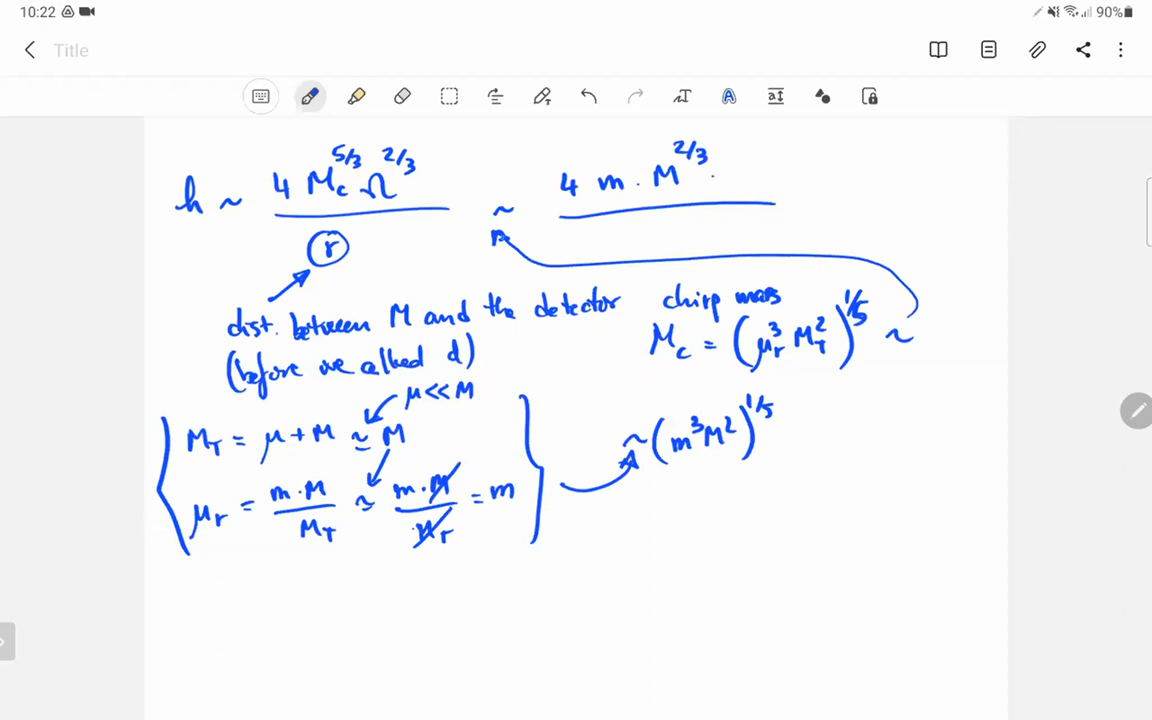 10:22 90%
Title
h ~ 4 M_c^{5/3} Ω^{2/3} / r ~ 4 m · M^{2/3} ·
dist. between M and the detector
(before we called d)
chirp mass
M_c = (μ_r^3 M_T^2)^{1/5} ~
μ << M
M_T = μ + M ≃ M
~ (m^3 M^2)^{1/5}
μ_r = m · M / M_T ≃ m · M / M_T = m